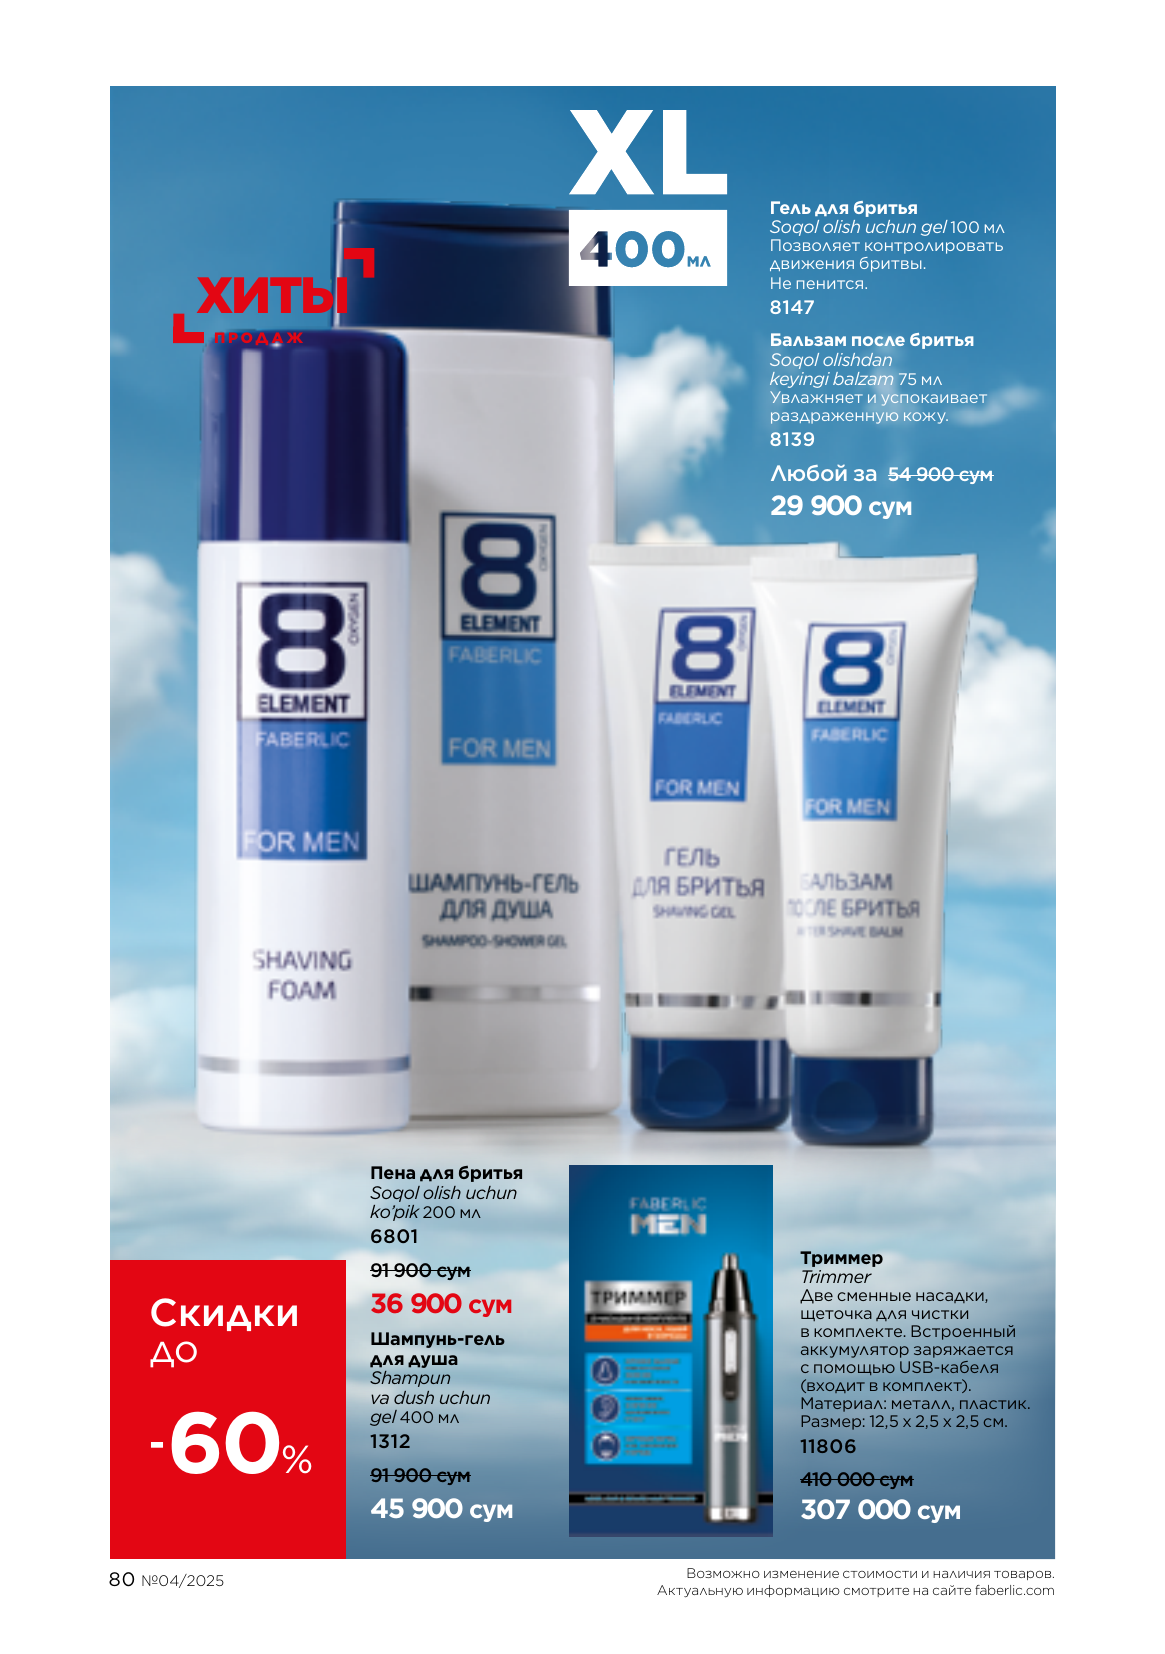 XL
400мл
ХИТЫ
ПРОДАЖ
Гель для бритья
Soqol olish uchun gel 100 мл
Позволяет контролировать
движения бритвы.
Не пенится.
8147
Бальзам после бритья
Soqol olishdan
keyingi balzam 75 мл
Увлажняет и успокаивает
раздраженную кожу.
8139
Любой за 54 900 сум
29 900 сум
8
OXYGEN
ELEMENT
FABERLIC
FOR MEN
SHAVING
FOAM
8
OXYGEN
ELEMENT
FABERLIC
FOR MEN
ШАМПУНЬ-ГЕЛЬ
ДЛЯ ДУША
SHAMPOO-SHOWER GEL
8
OXYGEN
ELEMENT
FABERLIC
FOR MEN
ГЕЛЬ
ДЛЯ БРИТЬЯ
SHAVING GEL
8
OXYGEN
ELEMENT
FABERLIC
FOR MEN
БАЛЬЗАМ
ПОСЛЕ БРИТЬЯ
AFTER SHAVE BALM
Пена для бритья
Soqol olish uchun
ko'pik 200 мл
6801
91 900 сум
36 900 сум
Шампунь-гель
для душа
Shampun
va dush uchun
gel 400 мл
1312
91 900 сум
45 900 сум
Скидки
до
-60%
FABERLIC
MEN
ТРИММЕР
Триммер
Trimmer
Две сменные насадки,
щеточка для чистки
в комплекте. Встроенный
аккумулятор заряжается
с помощью USB-кабеля
(входит в комплект).
Материал: металл, пластик.
Размер: 12,5 x 2,5 x 2,5 см.
11806
410 000 сум
307 000 сум
80 №04/2025
Возможно изменение стоимости и наличия товаров.
Актуальную информацию смотрите на сайте faberlic.com